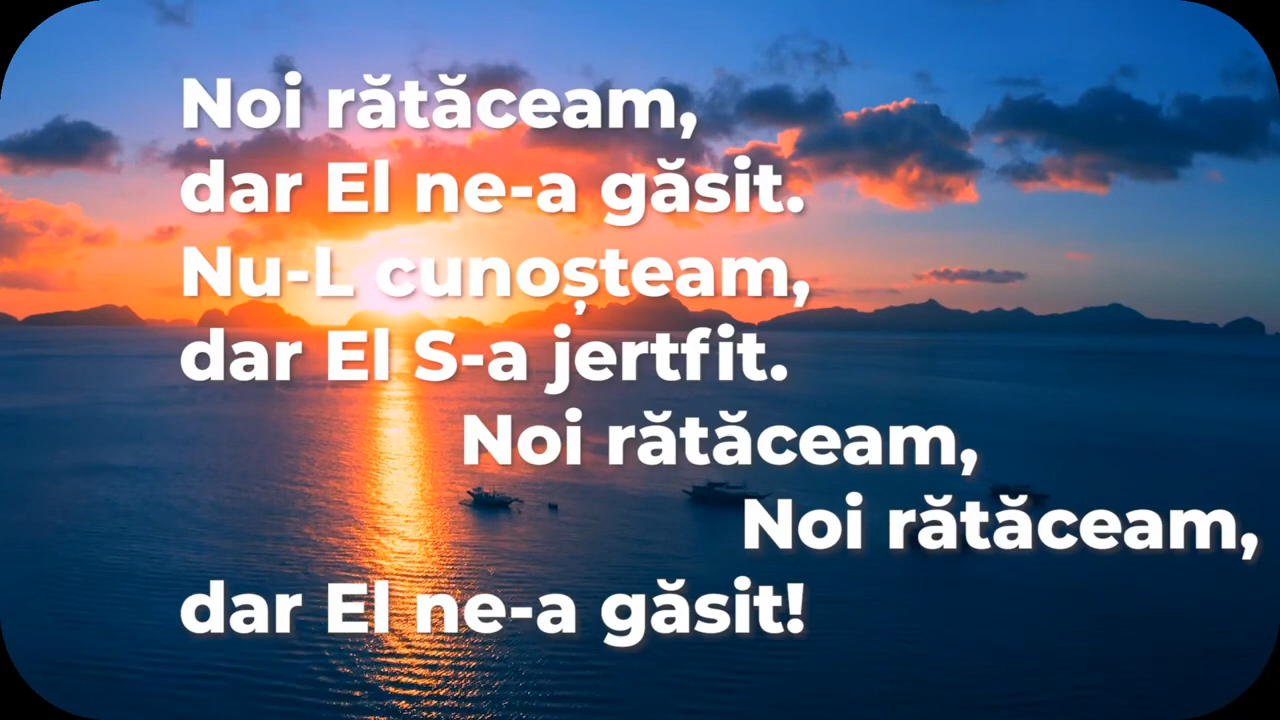 Noi rătăceam,
dar El ne-a găsit.
Nu-L cunoșteam,
dar El S-a jertfit.
Noi rătăceam,
Noi rătăceam,
dar El ne-a găsit!